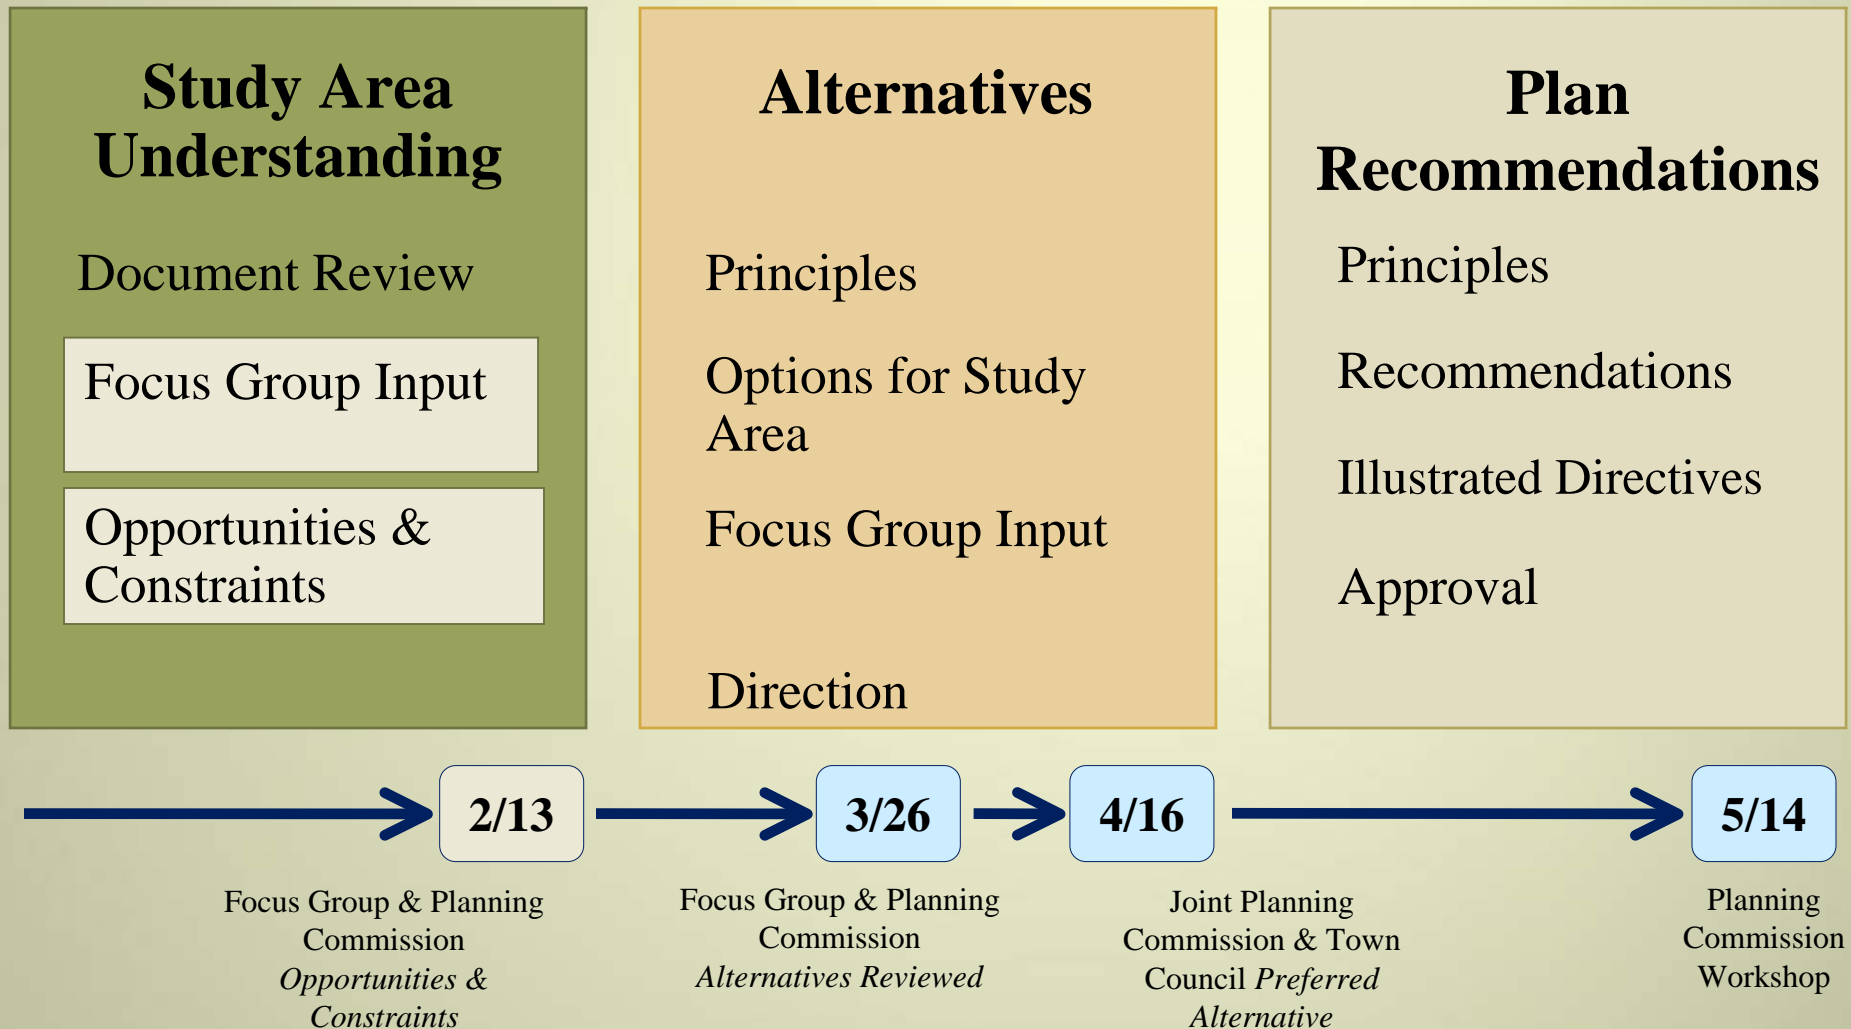 Study Area
Understanding
Document Review
Focus Group Input
Opportunities &
Constraints
Alternatives
Principles
Options for Study
Area
Focus Group Input
Direction
Plan
Recommendations
Principles
Recommendations
Illustrated Directives
Approval
2/13
3/26
4/16
5/14
Focus Group & Planning
Commission
Opportunities &
Constraints
Focus Group & Planning
Commission
Alternatives Reviewed
Joint Planning
Commission & Town
Council Preferred
Alternative
Planning
Commission
Workshop